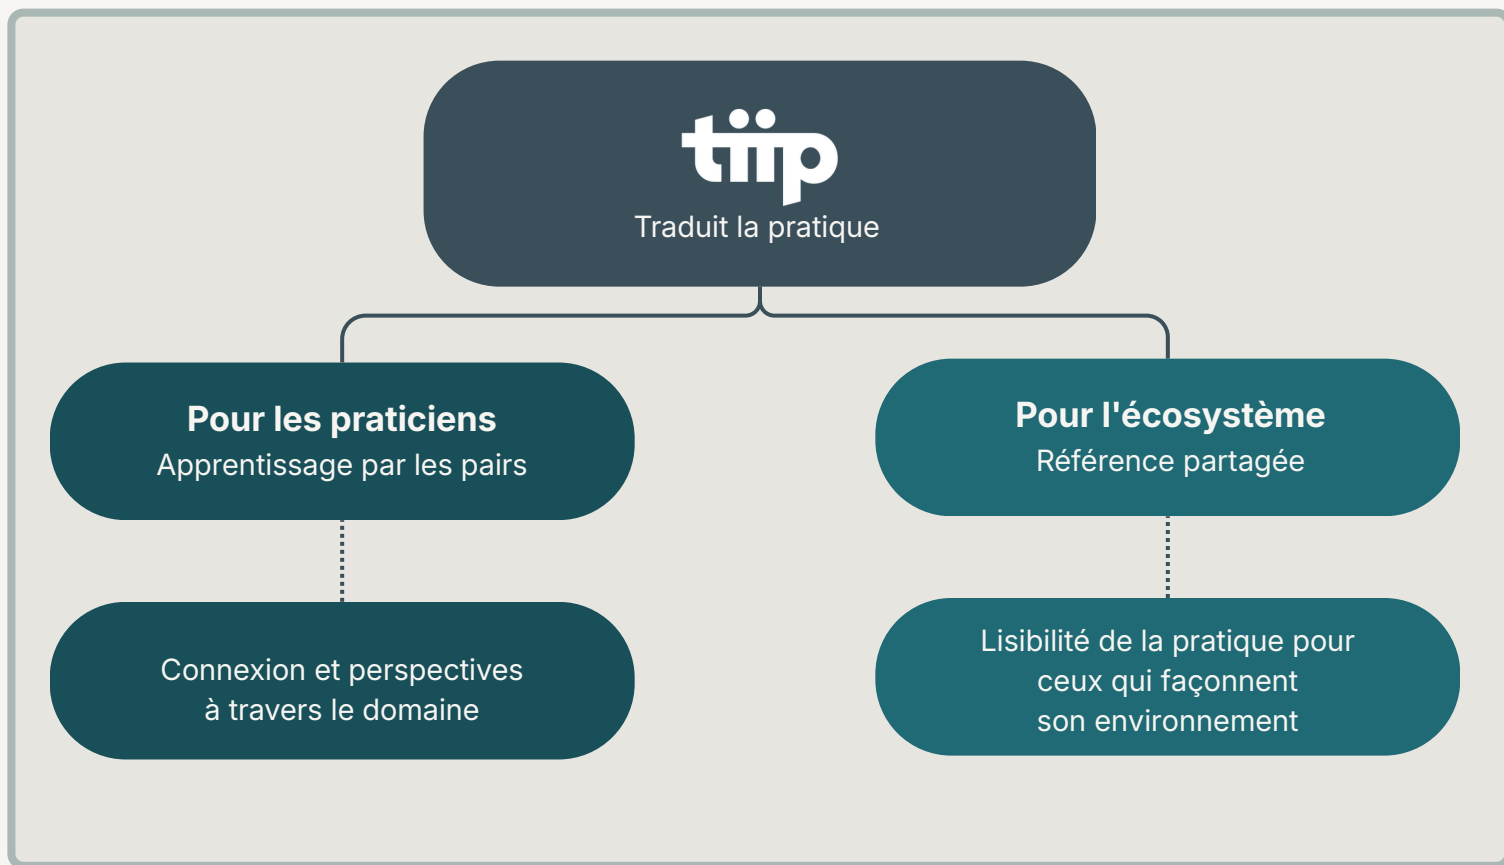 tiip
Traduit la pratique
Pour les praticiens
Apprentissage par les pairs
Pour l'écosystème
Référence partagée
Connexion et perspectives
à travers le domaine
Lisibilité de la pratique pour
ceux qui façonnent
son environnement